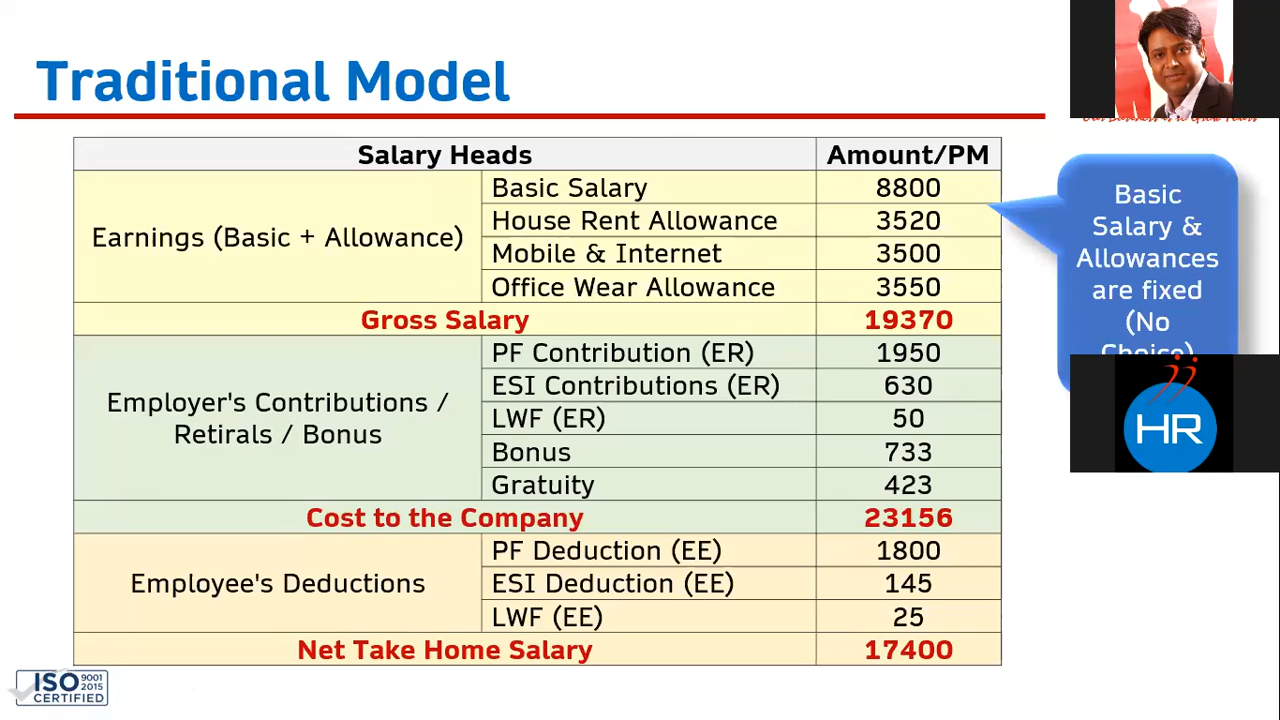 Traditional Model
Salary Heads Amount/PM
Earnings (Basic + Allowance)
Basic Salary 8800
House Rent Allowance 3520
Mobile & Internet 3500
Office Wear Allowance 3550
Gross Salary 19370
Employer's Contributions /
Retirals / Bonus
PF Contribution (ER) 1950
ESI Contributions (ER) 630
LWF (ER) 50
Bonus 733
Gratuity 423
Cost to the Company 23156
Employee's Deductions
PF Deduction (EE) 1800
ESI Deduction (EE) 145
LWF (EE) 25
Net Take Home Salary 17400
Basic
Salary &
Allowances
are fixed
(No
Choice)
HR
ISO 9001
2015
CERTIFIED